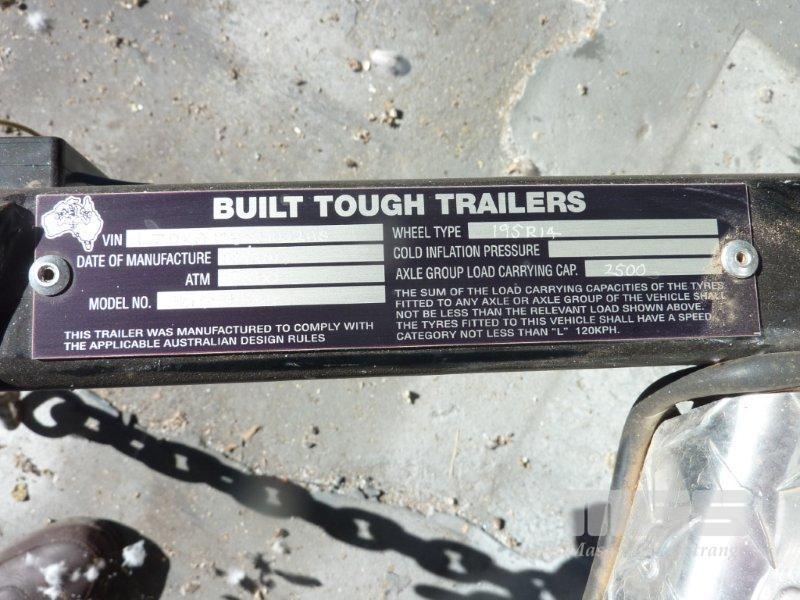 BUILT TOUGH TRAILERS
VIN
DATE OF MANUFACTURE
ATM
MODEL NO.
THIS TRAILER WAS MANUFACTURED TO COMPLY WITH
THE APPLICABLE AUSTRALIAN DESIGN RULES
WHEEL TYPE 195R14
COLD INFLATION PRESSURE
AXLE GROUP LOAD CARRYING CAP. 2500
THE SUM OF THE LOAD CARRYING CAPACITIES OF THE TYRES
FITTED TO ANY AXLE OR AXLE GROUP OF THE VEHICLE SHALL
NOT BE LESS THAN THE RELEVANT LOAD SHOWN ABOVE.
THE TYRES FITTED TO THIS VEHICLE SHALL HAVE A SPEED
CATEGORY NOT LESS THAN "L" 120KPH.